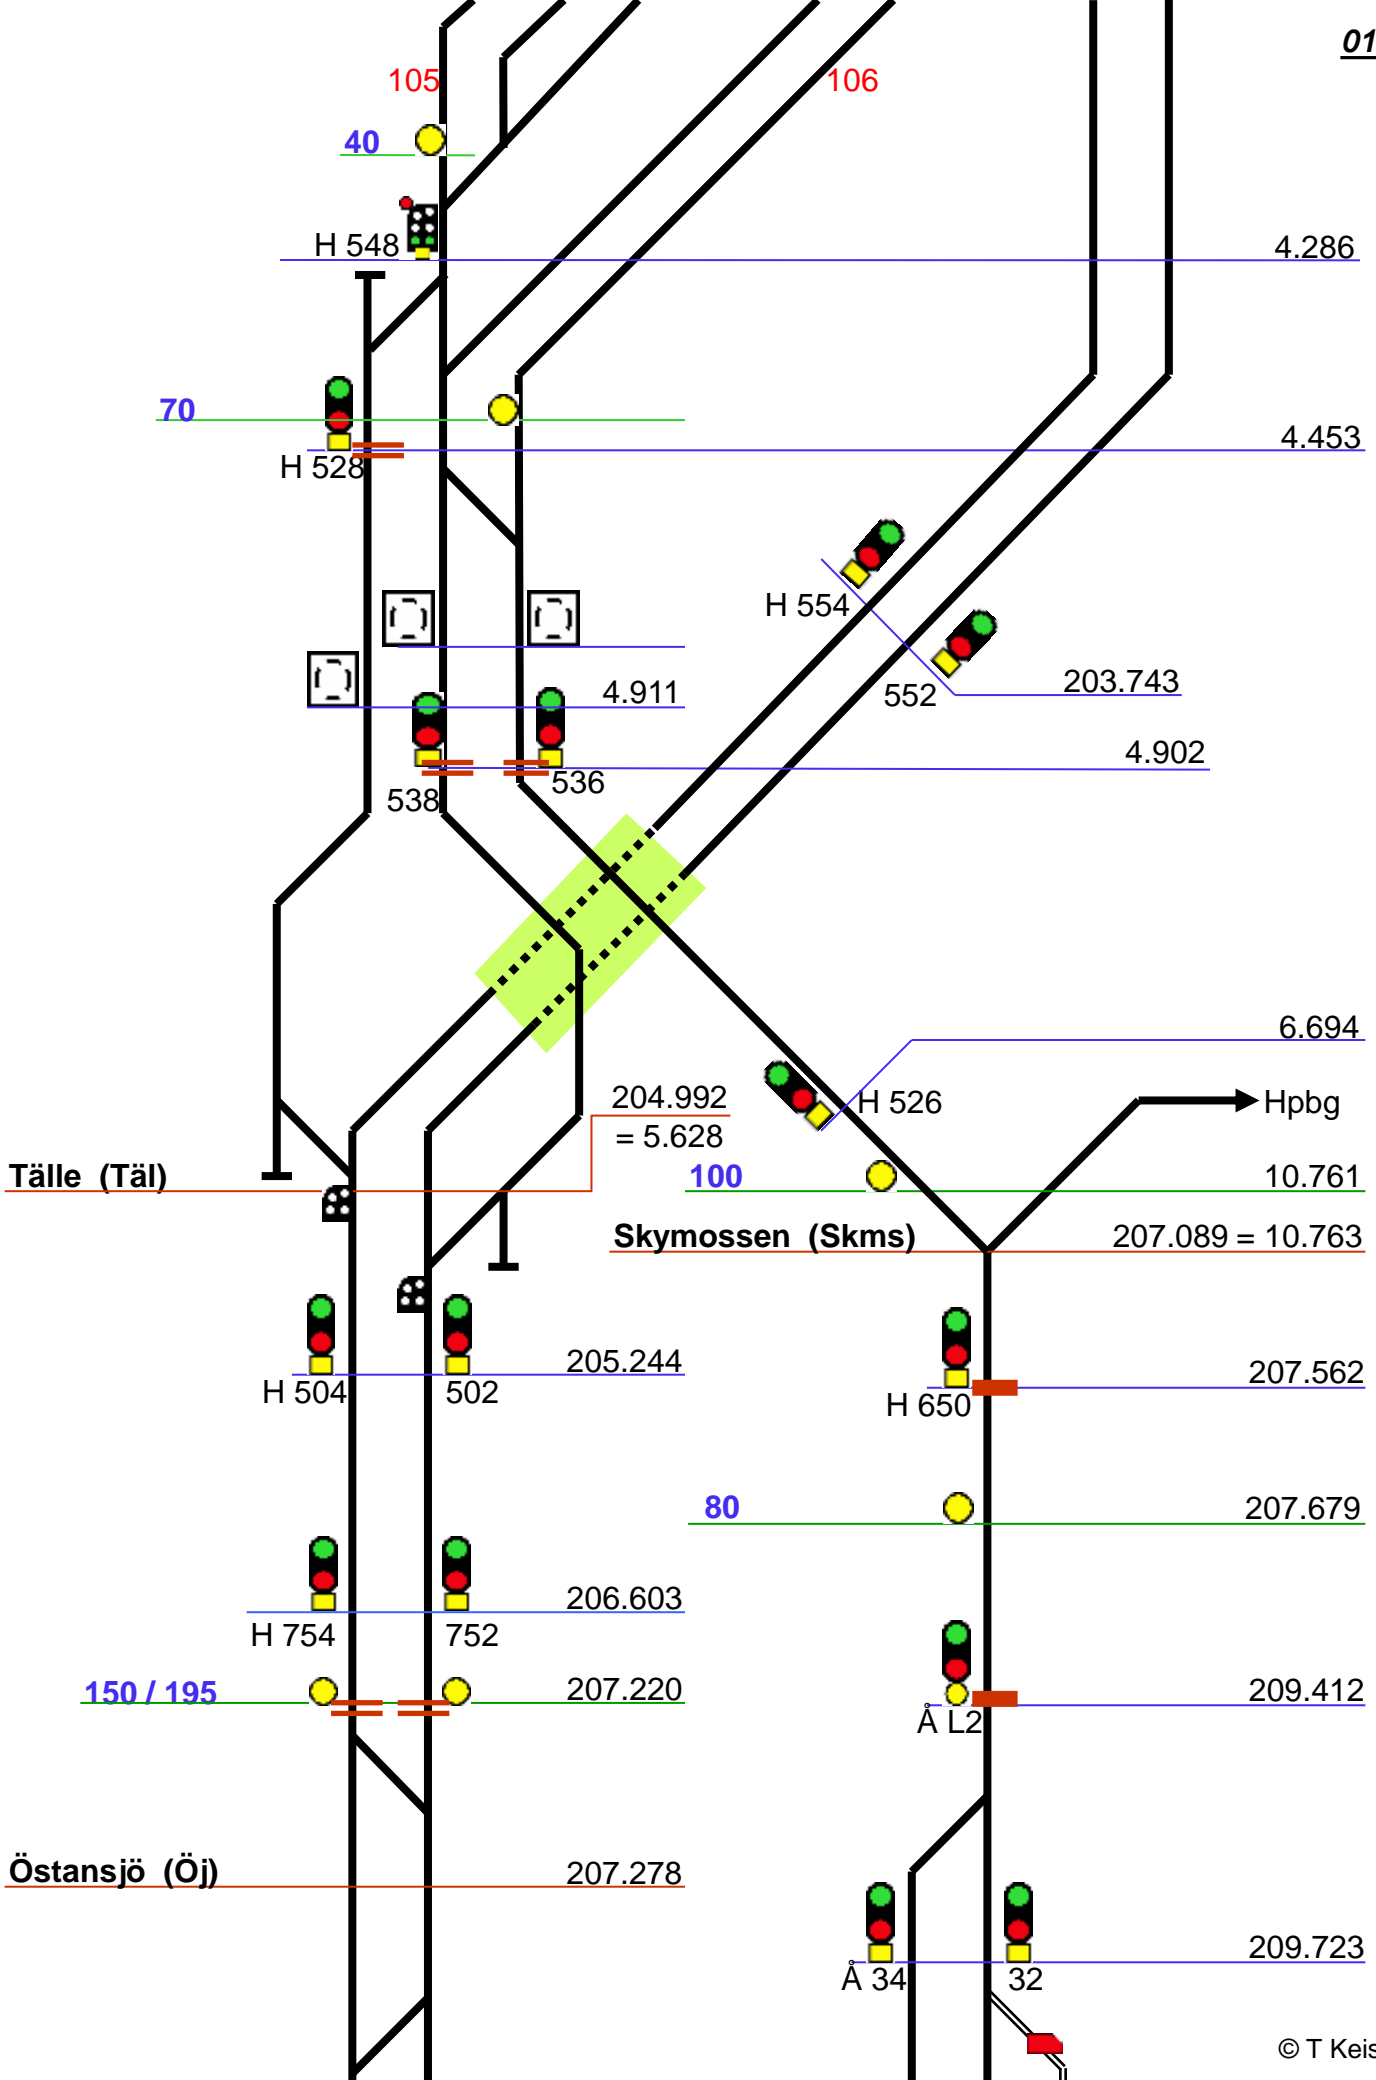 01
105
106
40
H 548
4.286
70
4.453
H 528
H 554
552
203.743
4.911
4.902
538
536
6.694
204.992
= 5.628
H 526
Hpbg
Tälle (Täl)
100
10.761
Skymossen (Skms)
207.089 = 10.763
205.244
H 504
502
207.562
H 650
80
207.679
206.603
H 754
752
150 / 195
207.220
209.412
Å L2
Östansjö (Öj)
207.278
209.723
Å 34
32
© T Keis